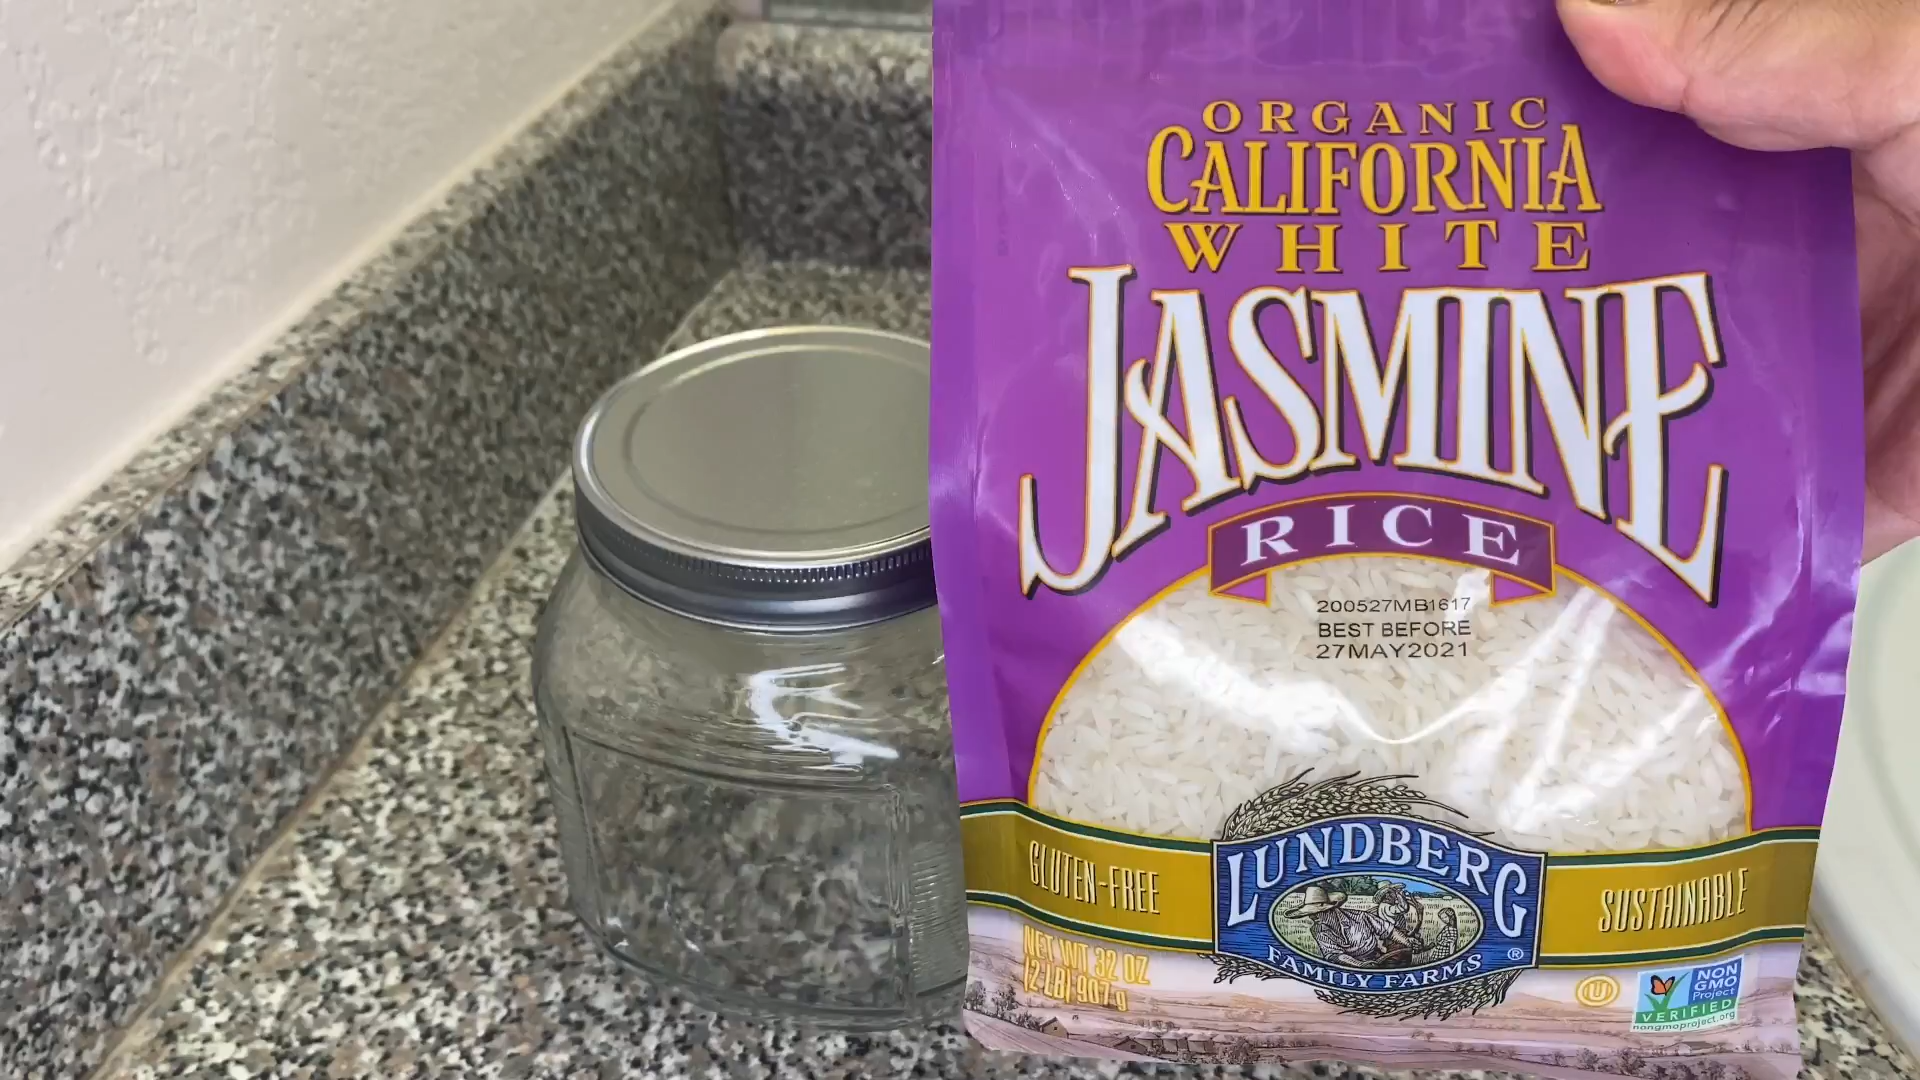 ORGANIC
CALIFORNIA
WHITE
JASMINE
RICE
200527MB1617
BEST BEFORE
27MAY2021
LUNDBERG
FAMILY FARMS
®
GLUTEN-FREE
SUSTAINABLE
NET WT 32 OZ
(2 LB) 907g
U
NON
GMO
Project
VERIFIED
nongmoproject.org